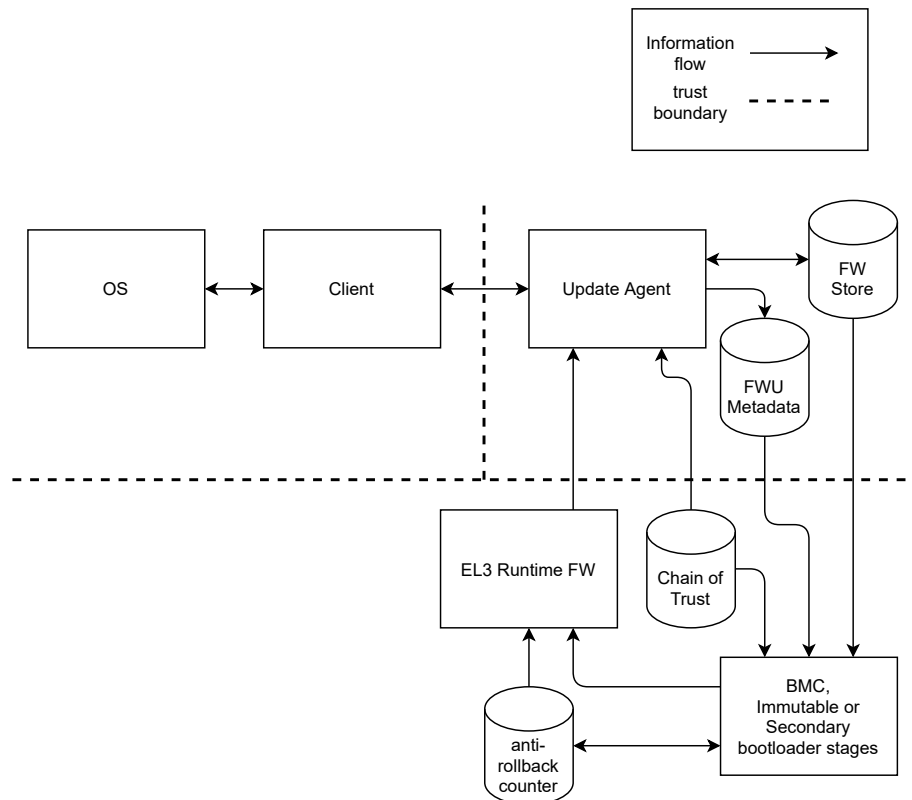 Information
flow
trust
boundary
OS
Client
Update Agent
FW
Store
FWU
Metadata
EL3 Runtime FW
Chain of
Trust
BMC,
Immutable or
Secondary
bootloader stages
anti-
rollback
counter